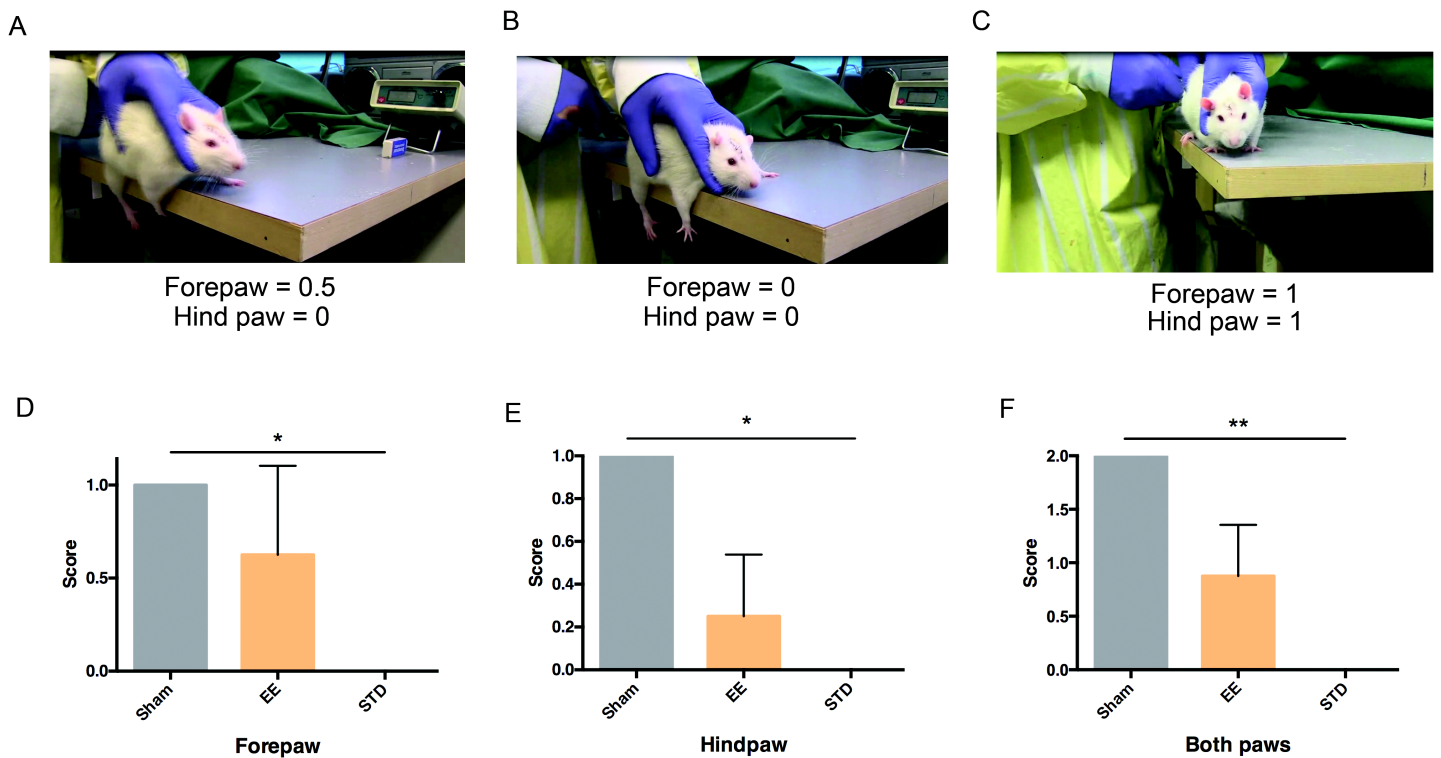 A
B
C
Forepaw = 0.5
Hind paw = 0
Forepaw = 0
Hind paw = 0
Forepaw = 1
Hind paw = 1
D
*
Score
1.0
0.5
0.0
Sham
EE
STD
Forepaw
E
*
Score
1.0
0.8
0.6
0.4
0.2
0.0
Sham
EE
STD
Hindpaw
F
**
Score
2.0
1.5
1.0
0.5
0.0
Sham
EE
STD
Both paws